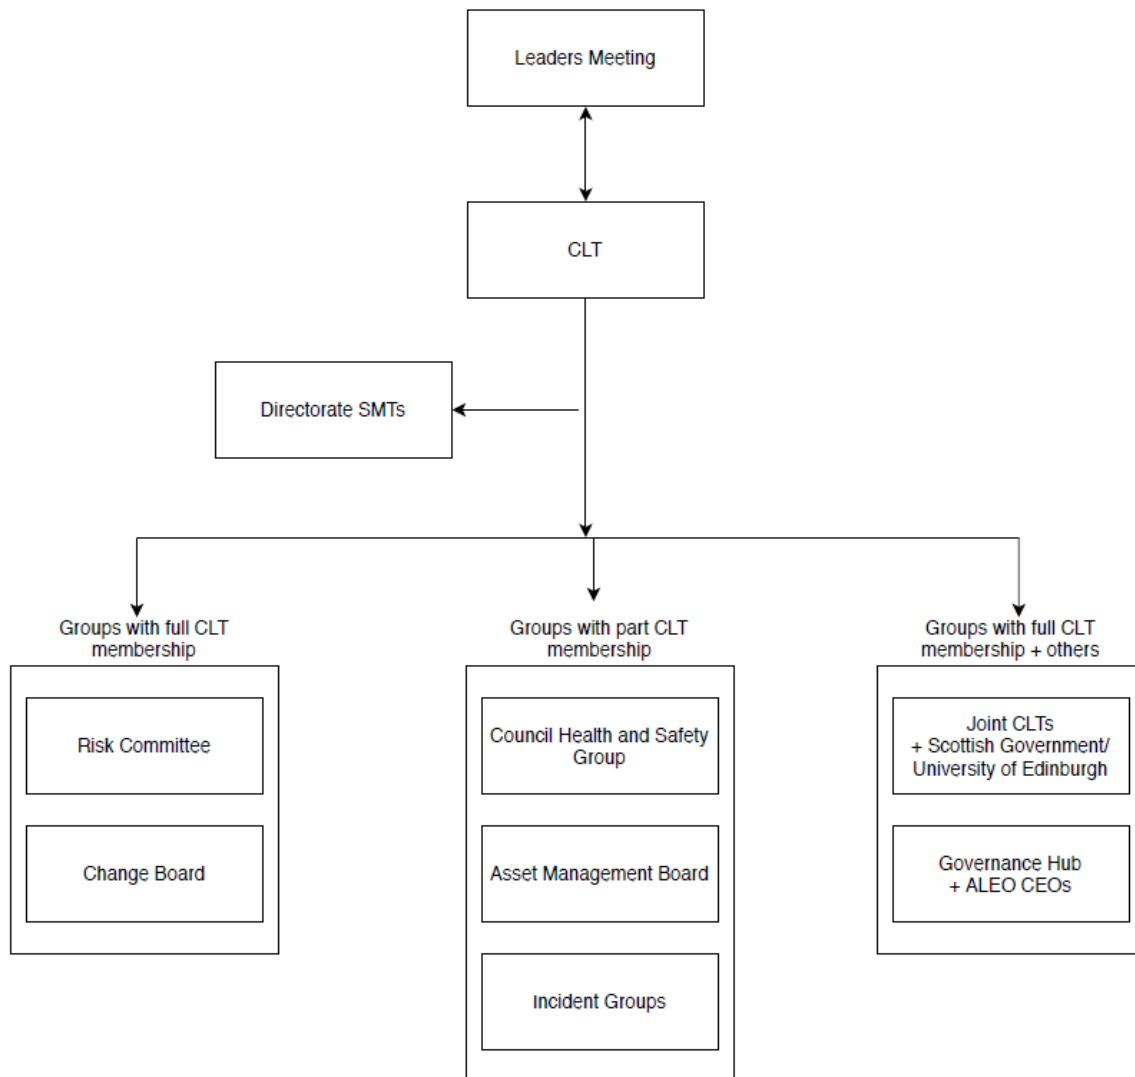 Leaders Meeting
CLT
Directorate SMTs
Groups with full CLT
membership
Risk Committee
Change Board
Groups with part CLT
membership
Council Health and Safety
Group
Asset Management Board
Incident Groups
Groups with full CLT
membership + others
Joint CLTs
+ Scottish Government/
University of Edinburgh
Governance Hub
+ ALEO CEOs